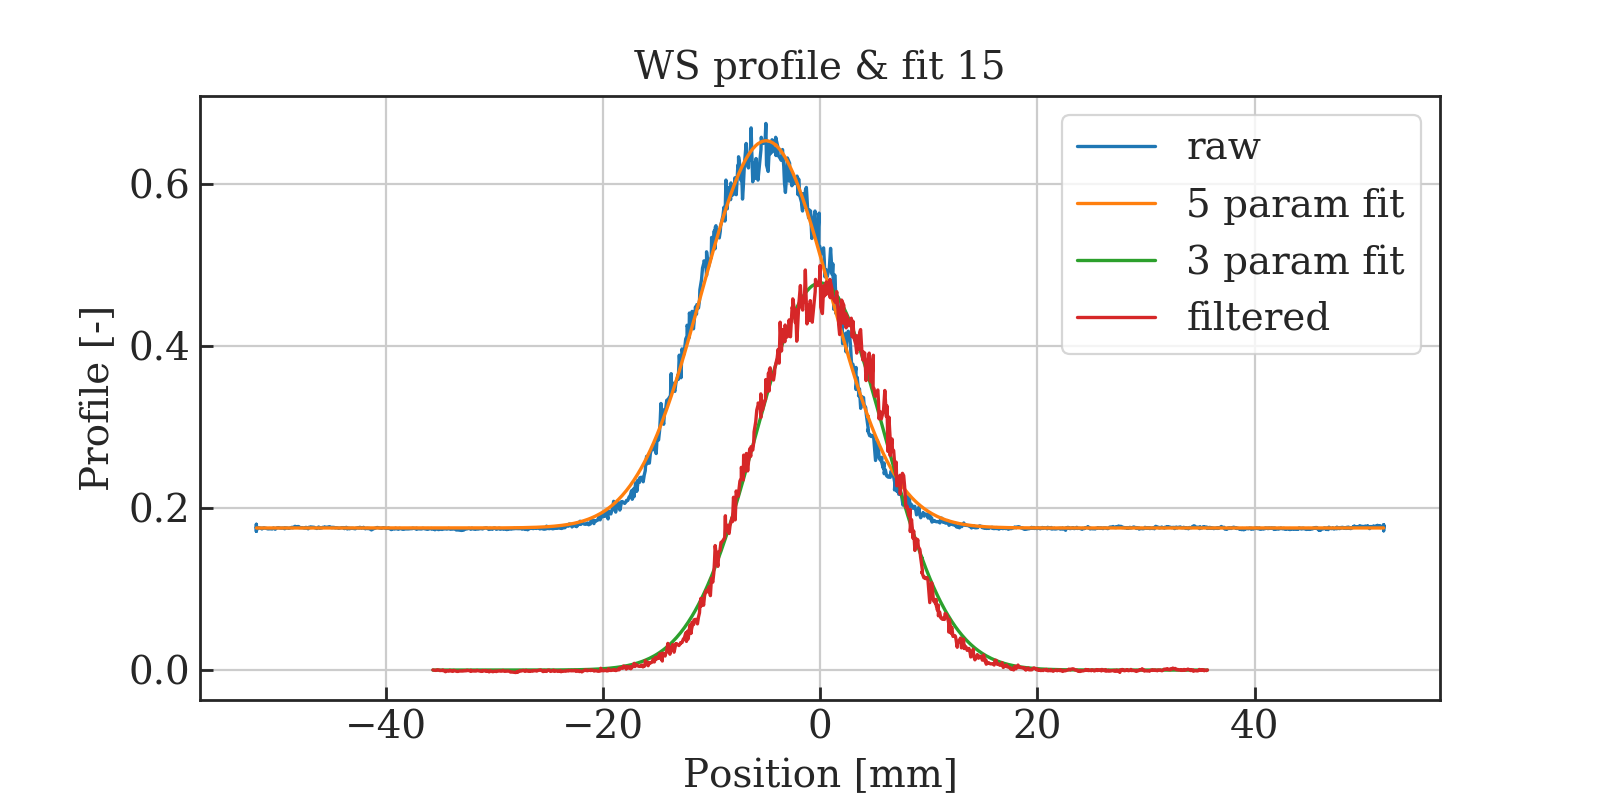 WS profile & fit 15
raw
5 param fit
3 param fit
filtered
Profile [-]
0.6
0.4
0.2
0.0
−40
−20
0
20
40
Position [mm]